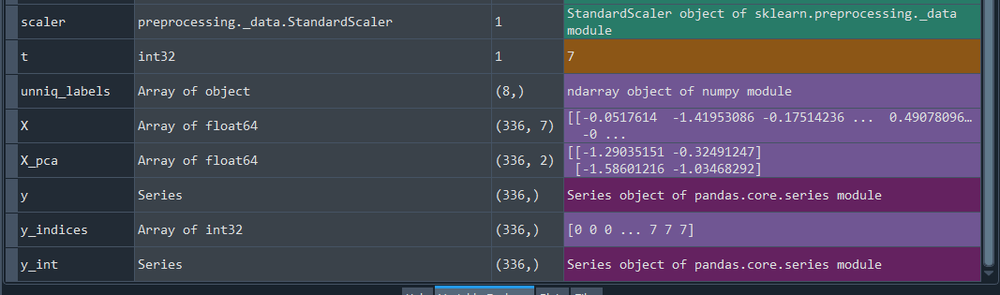 scaler preprocessing._data.StandardScaler 1 StandardScaler object of sklearn.preprocessing._data module
t int32 1 7
unniq_labels Array of object (8,) ndarray object of numpy module
X Array of float64 (336, 7) [[-0.0517614 -1.41953086 -0.17514236 ... 0.49078096…
-0 ...
X_pca Array of float64 (336, 2) [[-1.29035151 -0.32491247]
[-1.58601216 -1.03468292]
y Series (336,) Series object of pandas.core.series module
y_indices Array of int32 (336,) [0 0 0 ... 7 7 7]
y_int Series (336,) Series object of pandas.core.series module